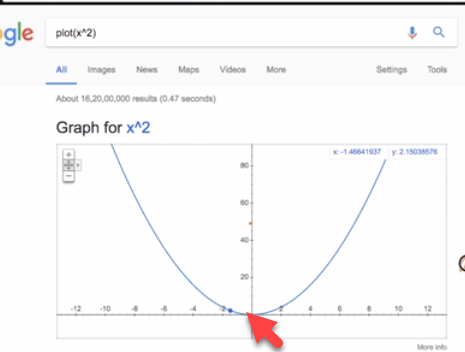 ogle plot(x^2)
All Images News Maps Videos More Settings Tools
About 16,20,00,000 results (0.47 seconds)
Graph for x^2
x: -1.46641937 y: 2.15038576
80
60
40
20
-12 -10 -8 -6 -4 -2 2 4 6 8 10 12
More info